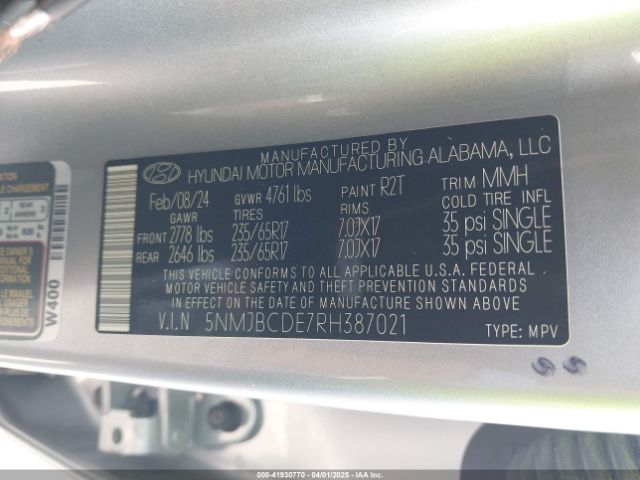 MANUFACTURED BY
HYUNDAI MOTOR MANUFACTURING ALABAMA, LLC
Feb/08/24 GVWR 4761 lbs PAINT R2T TRIM MMH
GAWR TIRES RIMS COLD TIRE INFL
FRONT 2778 lbs 235/65R17 7.0JX17 35 psi SINGLE
REAR 2646 lbs 235/65R17 7.0JX17 35 psi SINGLE
THIS VEHICLE CONFORMS TO ALL APPLICABLE U.S.A. FEDERAL
MOTOR VEHICLE SAFETY AND THEFT PREVENTION STANDARDS
IN EFFECT ON THE DATE OF MANUFACTURE SHOWN ABOVE.
V.I.N 5NMJBCDE7RH387021 TYPE: MPV
W400
000-41930770 - 04/01/2025 - COPYRIGHT IAA, LLC